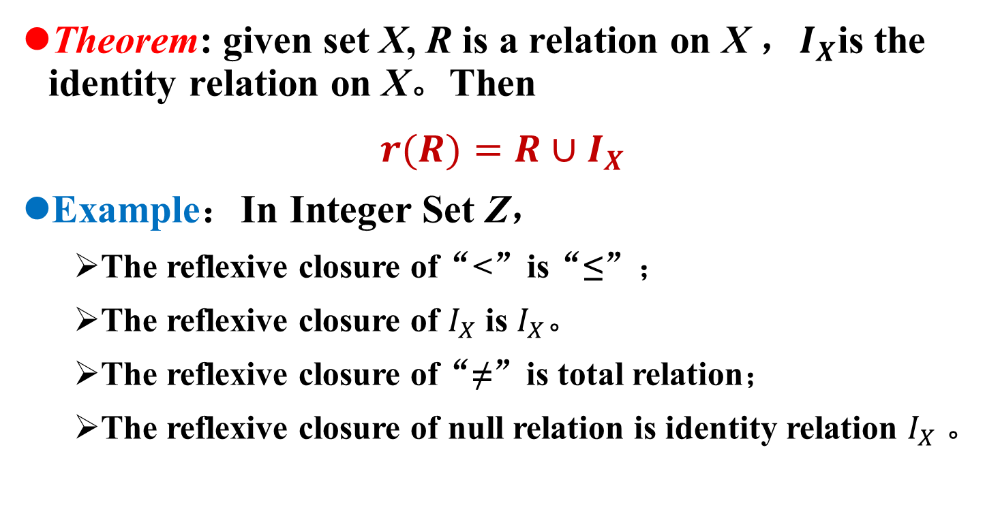 ●Theorem: given set X, R is a relation on X ， I_X is the
identity relation on X。Then
r(R) = R ∪ I_X
●Example：In Integer Set Z，
➢The reflexive closure of “<” is “≤” ；
➢The reflexive closure of I_X is I_X。
➢The reflexive closure of “≠” is total relation；
➢The reflexive closure of null relation is identity relation I_X 。